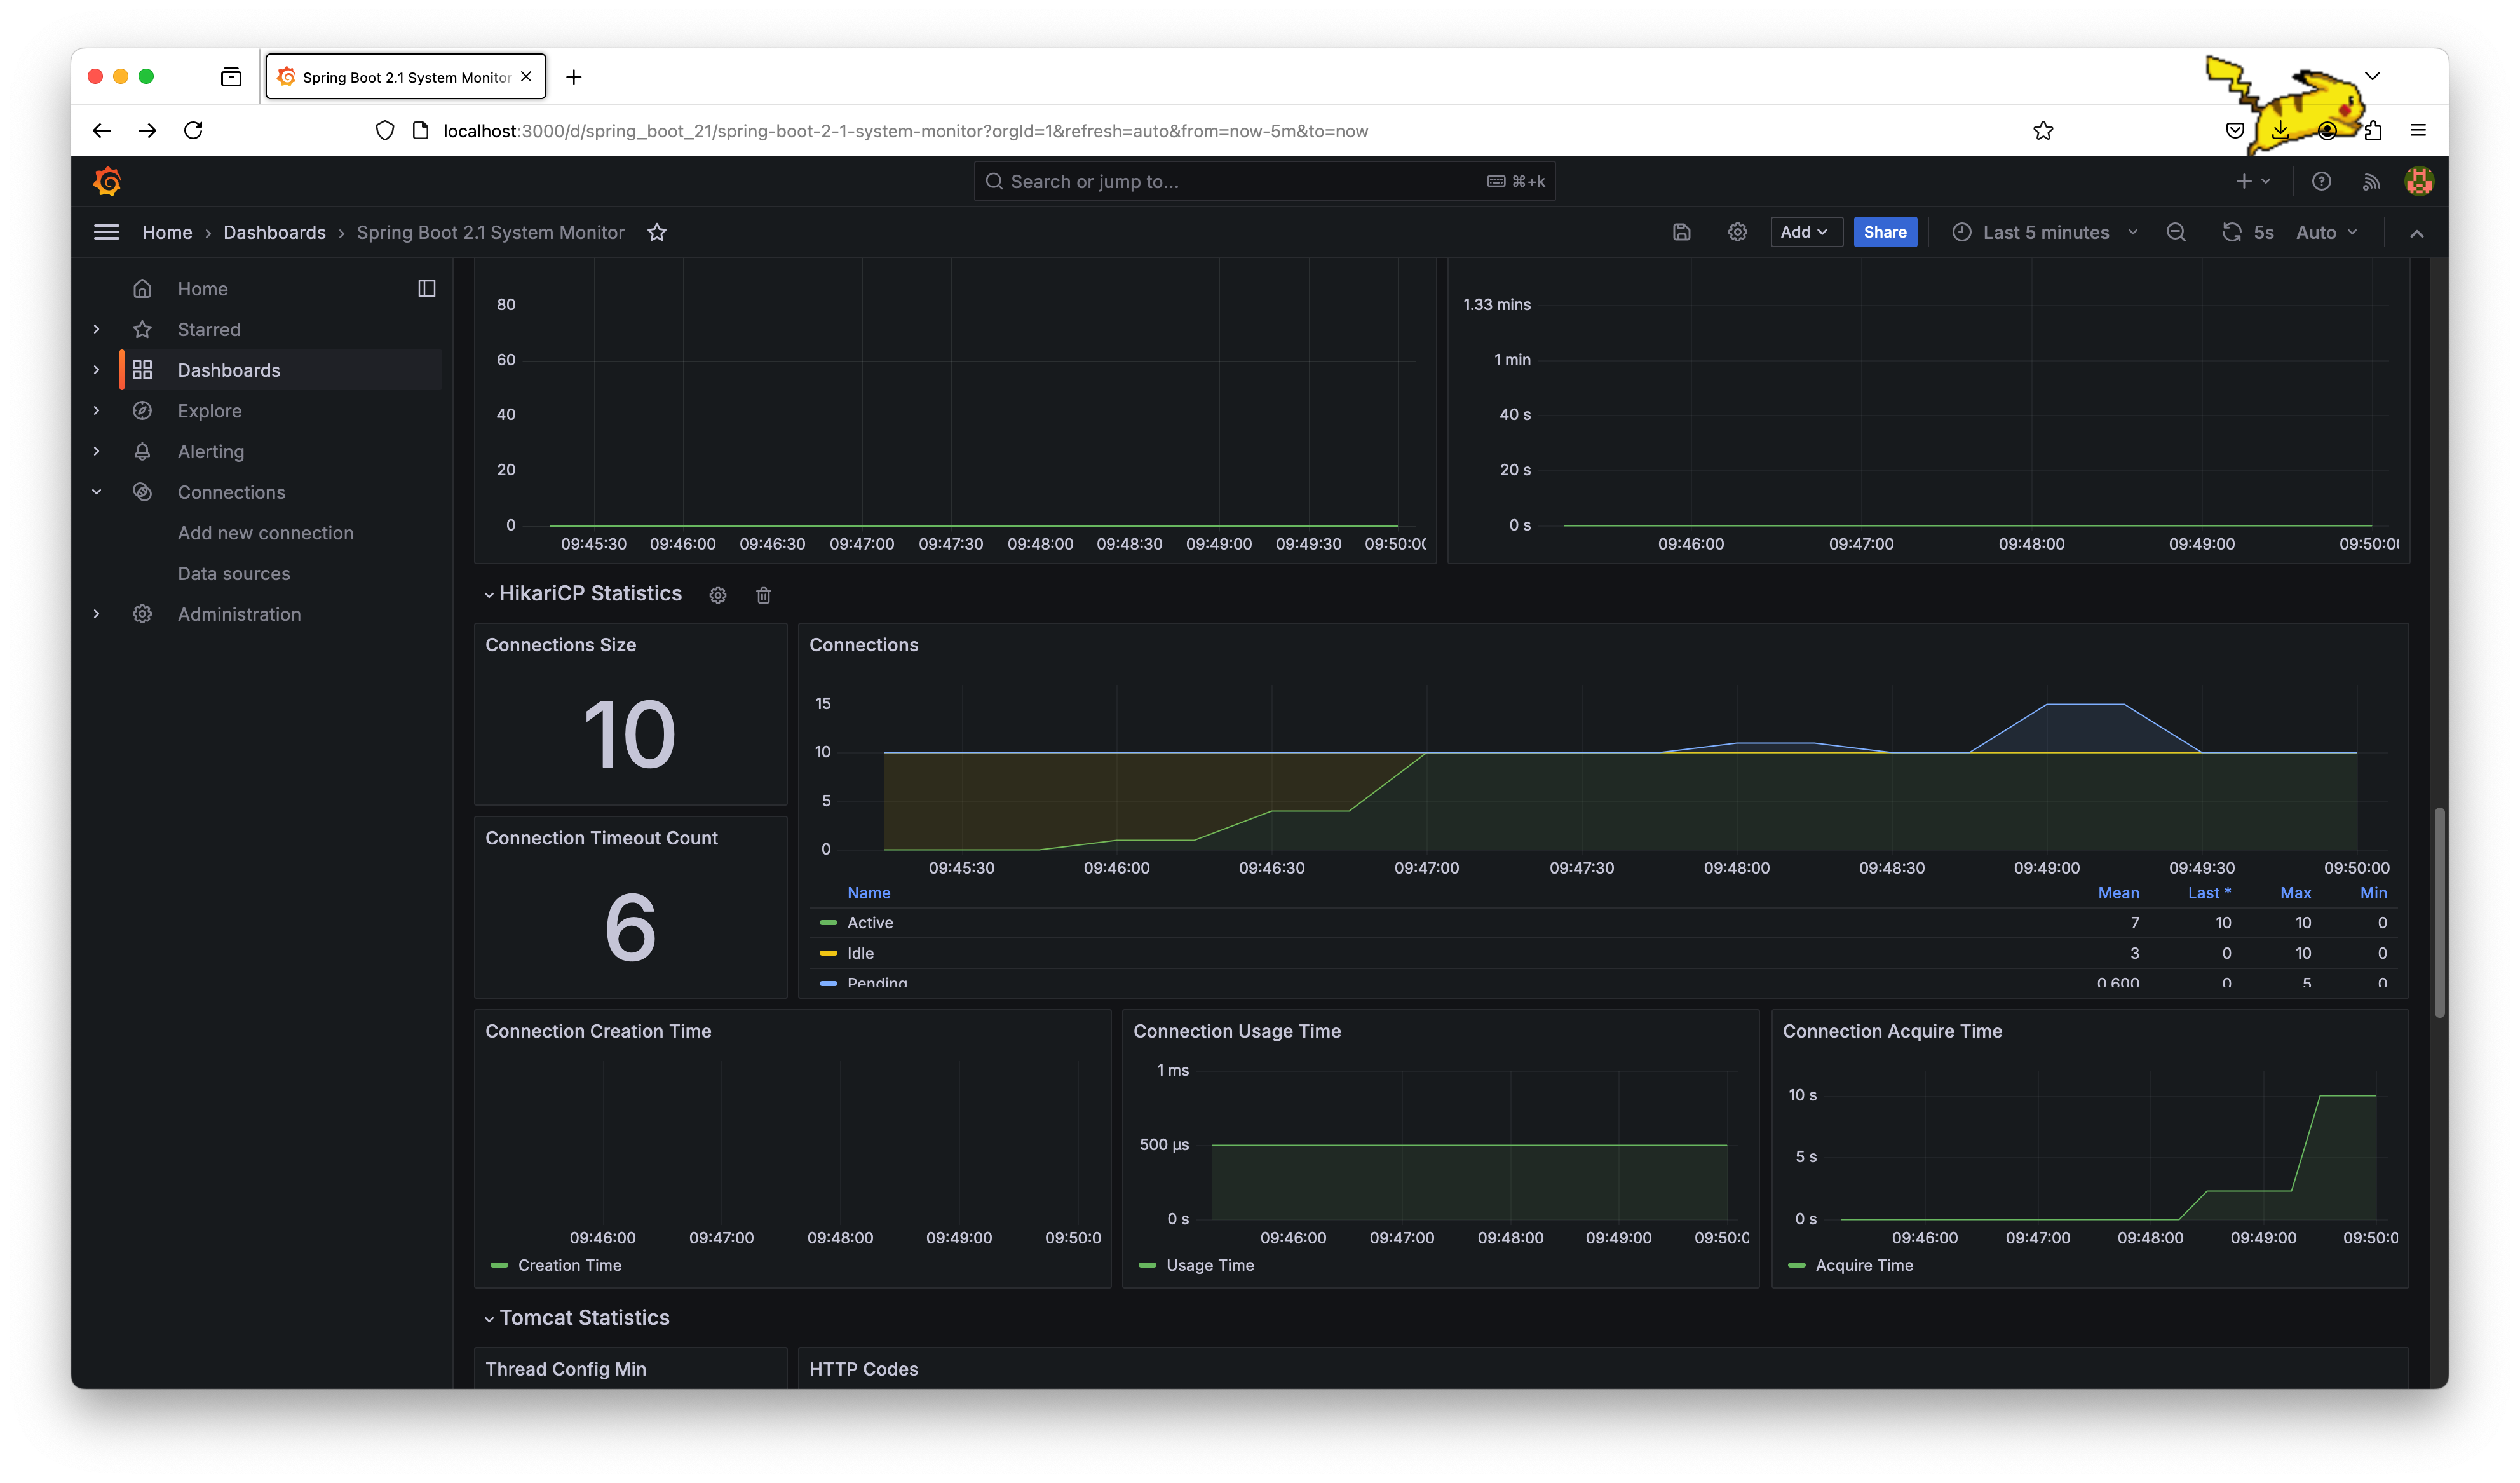 Spring Boot 2.1 System Monitor
localhost:3000/d/spring_boot_21/spring-boot-2-1-system-monitor?orgId=1&refresh=auto&from=now-5m&to=now
Search or jump to... ⌘+k
Home › Dashboards › Spring Boot 2.1 System Monitor
Add Share Last 5 minutes 5s Auto
Home
Starred
Dashboards
Explore
Alerting
Connections
Add new connection
Data sources
Administration
80
60
40
20
0
09:45:30 09:46:00 09:46:30 09:47:00 09:47:30 09:48:00 09:48:30 09:49:00 09:49:30 09:50:00
1.33 mins
1 min
40 s
20 s
0 s
09:46:00 09:47:00 09:48:00 09:49:00 09:50:00
HikariCP Statistics
Connections Size
10
Connection Timeout Count
6
Connections
15
10
5
0
09:45:30 09:46:00 09:46:30 09:47:00 09:47:30 09:48:00 09:48:30 09:49:00 09:49:30 09:50:00
Name Mean Last * Max Min
Active 7 10 10 0
Idle 3 0 10 0
Pending 0.600 0 5 0
Connection Creation Time
09:46:00 09:47:00 09:48:00 09:49:00 09:50:0
Creation Time
Connection Usage Time
1 ms
500 µs
0 s
09:46:00 09:47:00 09:48:00 09:49:00 09:50:0
Usage Time
Connection Acquire Time
10 s
5 s
0 s
09:46:00 09:47:00 09:48:00 09:49:00 09:50:0
Acquire Time
Tomcat Statistics
Thread Config Min
HTTP Codes